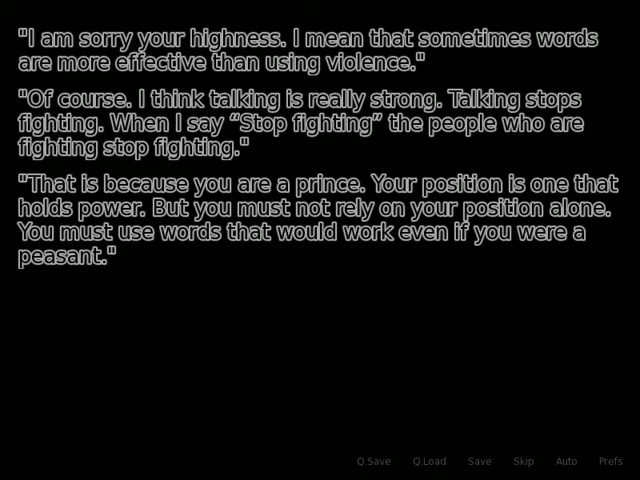 "I am sorry your highness. I mean that sometimes words
are more effective than using violence."
"Of course. I think talking is really strong. Talking stops
fighting. When I say “Stop fighting” the people who are
fighting stop fighting."
"That is because you are a prince. Your position is one that
holds power. But you must not rely on your position alone.
You must use words that would work even if you were a
peasant."
Q.Save Q.Load Save Skip Auto Prefs